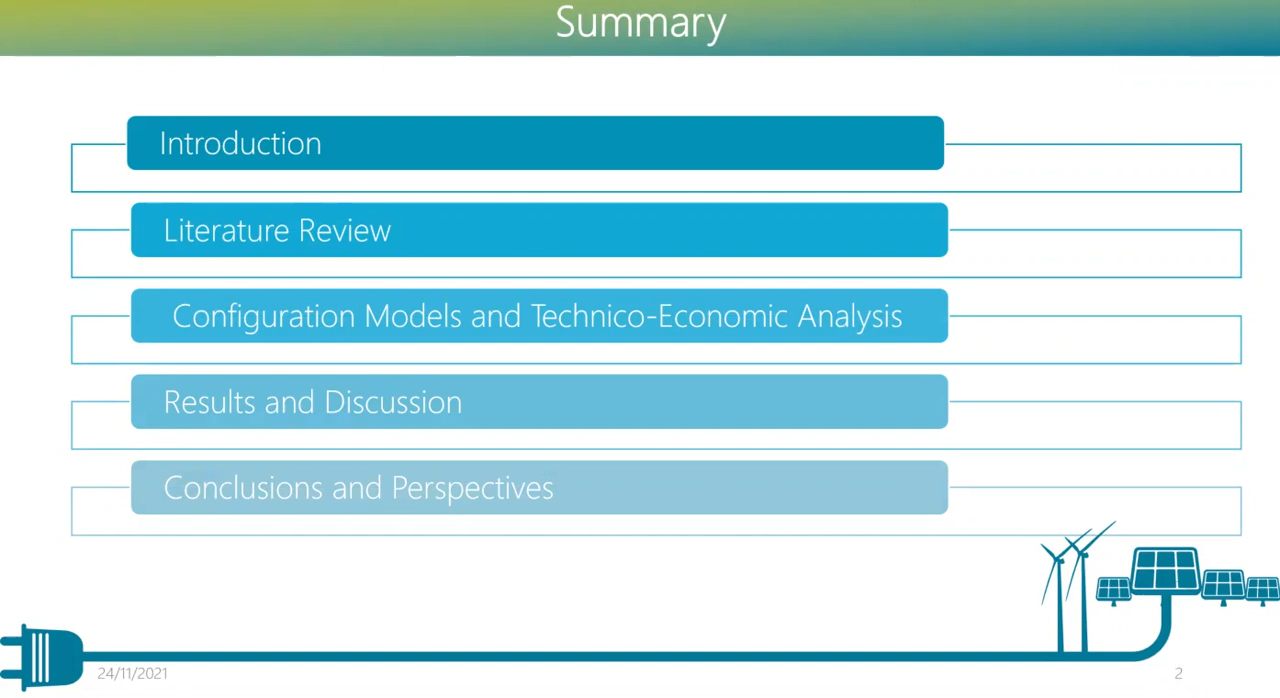 Summary
Introduction
Literature Review
Configuration Models and Technico-Economic Analysis
Results and Discussion
Conclusions and Perspectives
24/11/2021
2